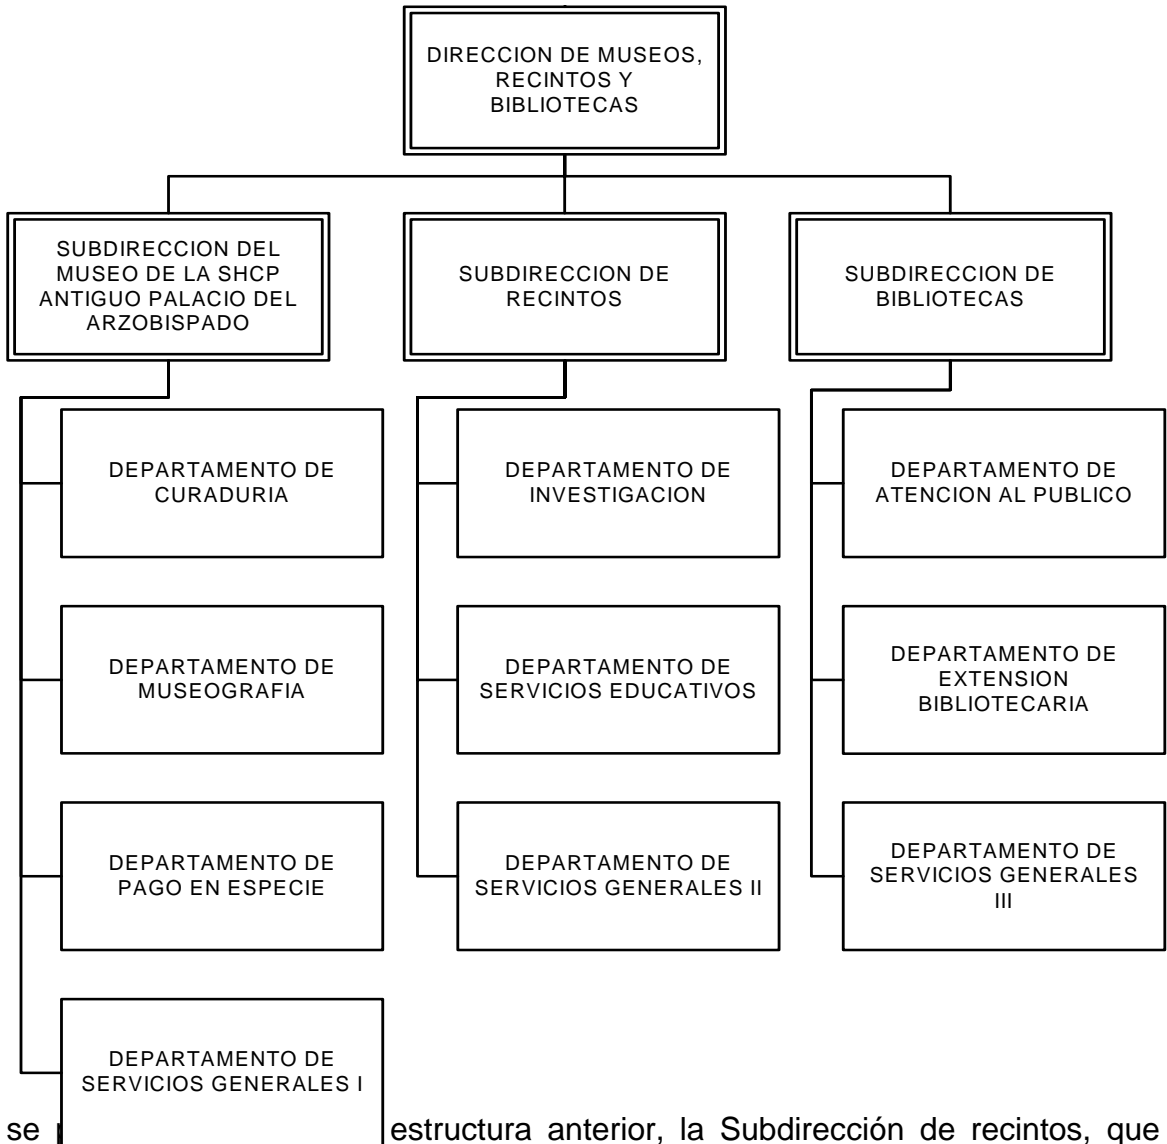 DIRECCION DE MUSEOS,
RECINTOS Y
BIBLIOTECAS
SUBDIRECCION DEL
MUSEO DE LA SHCP
ANTIGUO PALACIO DEL
ARZOBISPADO
SUBDIRECCION DE
RECINTOS
SUBDIRECCION DE
BIBLIOTECAS
DEPARTAMENTO DE
CURADURIA
DEPARTAMENTO DE
INVESTIGACION
DEPARTAMENTO DE
ATENCION AL PUBLICO
DEPARTAMENTO DE
MUSEOGRAFIA
DEPARTAMENTO DE
SERVICIOS EDUCATIVOS
DEPARTAMENTO DE
EXTENSION
BIBLIOTECARIA
DEPARTAMENTO DE
PAGO EN ESPECIE
DEPARTAMENTO DE
SERVICIOS GENERALES II
DEPARTAMENTO DE
SERVICIOS GENERALES
III
DEPARTAMENTO DE
SERVICIOS GENERALES I
se estructura anterior, la Subdirección de recintos, que